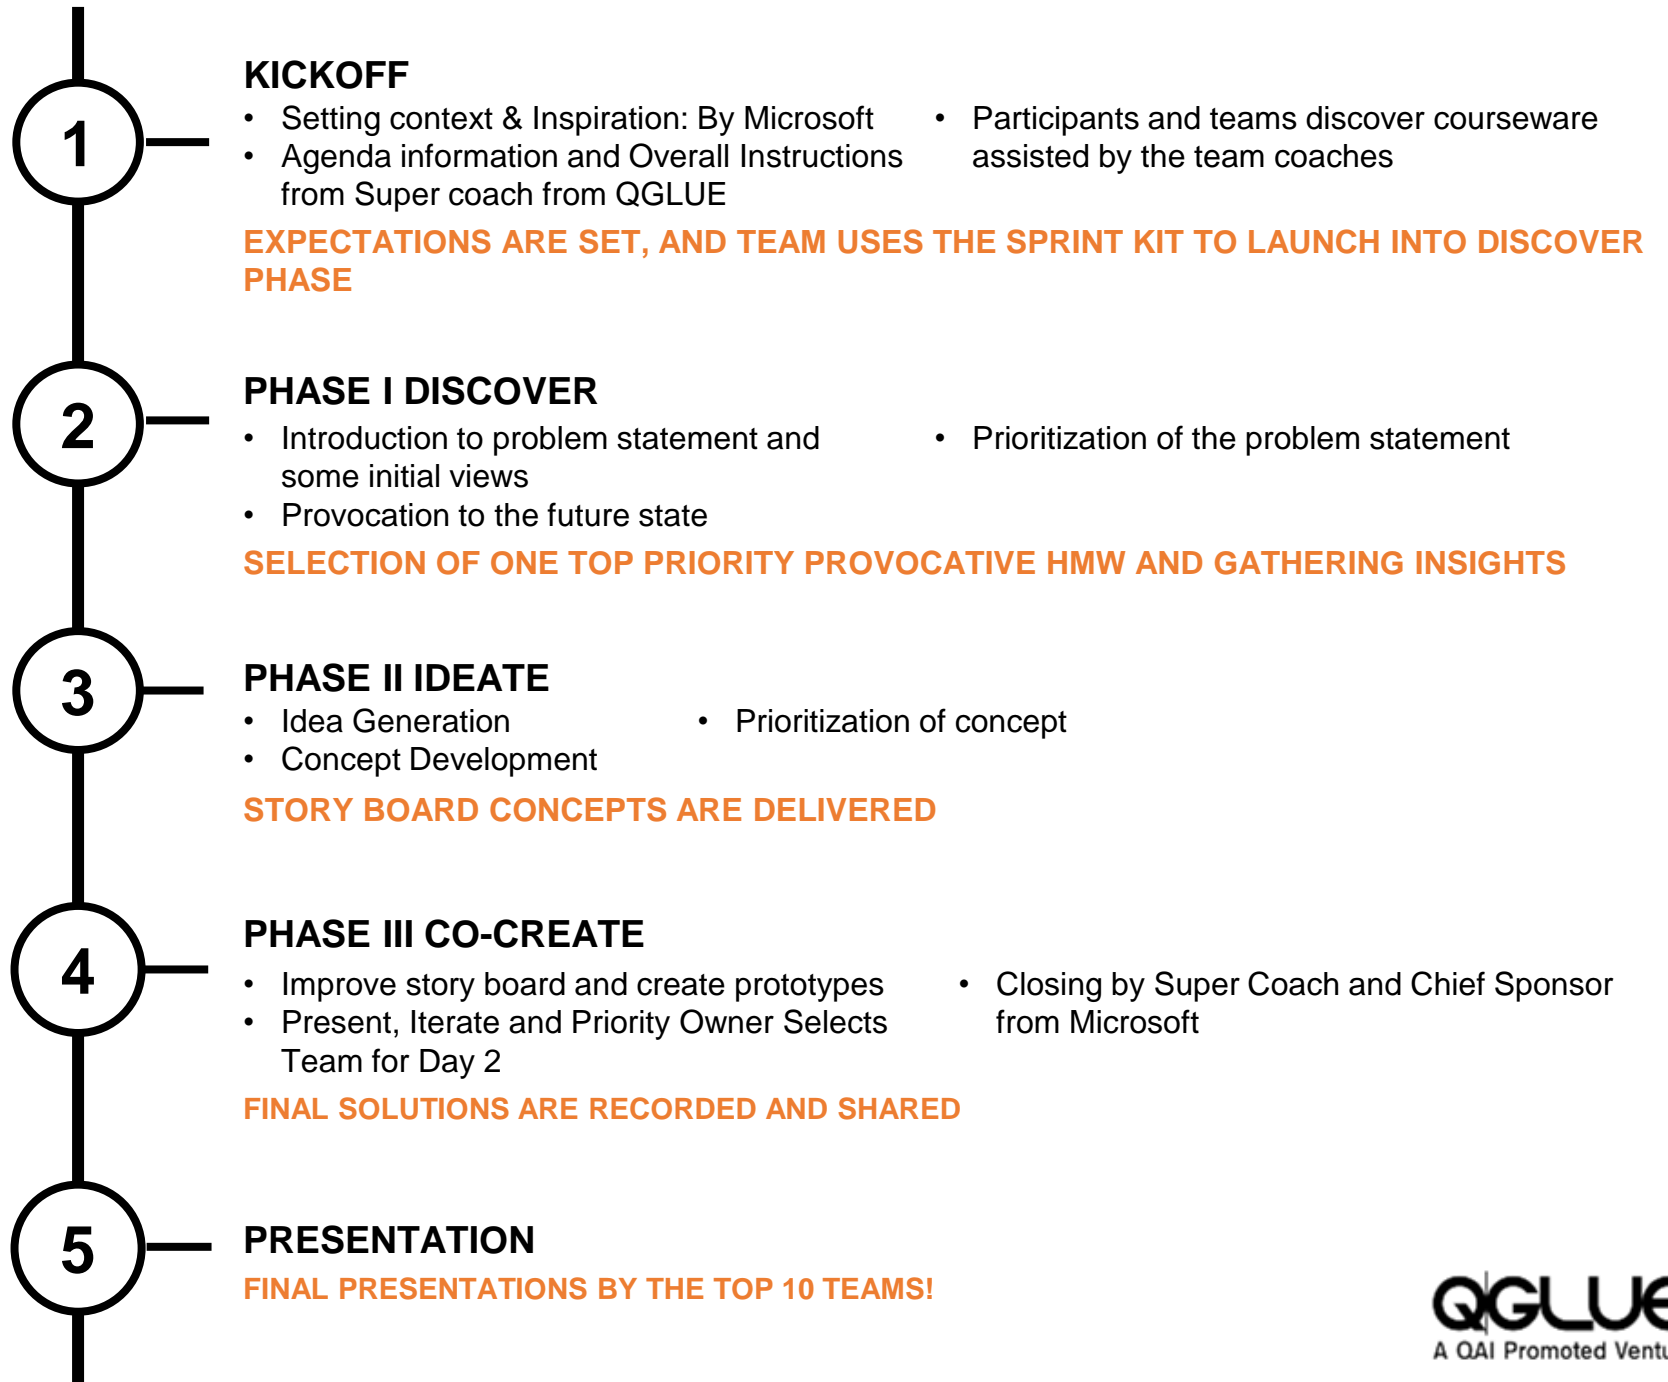 1
KICKOFF
• Setting context & Inspiration: By Microsoft
• Agenda information and Overall Instructions
from Super coach from QGLUE
• Participants and teams discover courseware
assisted by the team coaches
EXPECTATIONS ARE SET, AND TEAM USES THE SPRINT KIT TO LAUNCH INTO DISCOVER
PHASE
2
PHASE I DISCOVER
• Introduction to problem statement and
some initial views
• Provocation to the future state
• Prioritization of the problem statement
SELECTION OF ONE TOP PRIORITY PROVOCATIVE HMW AND GATHERING INSIGHTS
3
PHASE II IDEATE
• Idea Generation
• Concept Development
• Prioritization of concept
STORY BOARD CONCEPTS ARE DELIVERED
4
PHASE III CO-CREATE
• Improve story board and create prototypes
• Present, Iterate and Priority Owner Selects
Team for Day 2
• Closing by Super Coach and Chief Sponsor
from Microsoft
FINAL SOLUTIONS ARE RECORDED AND SHARED
5
PRESENTATION
FINAL PRESENTATIONS BY THE TOP 10 TEAMS!
QGLUE
A QAI Promoted Ventu